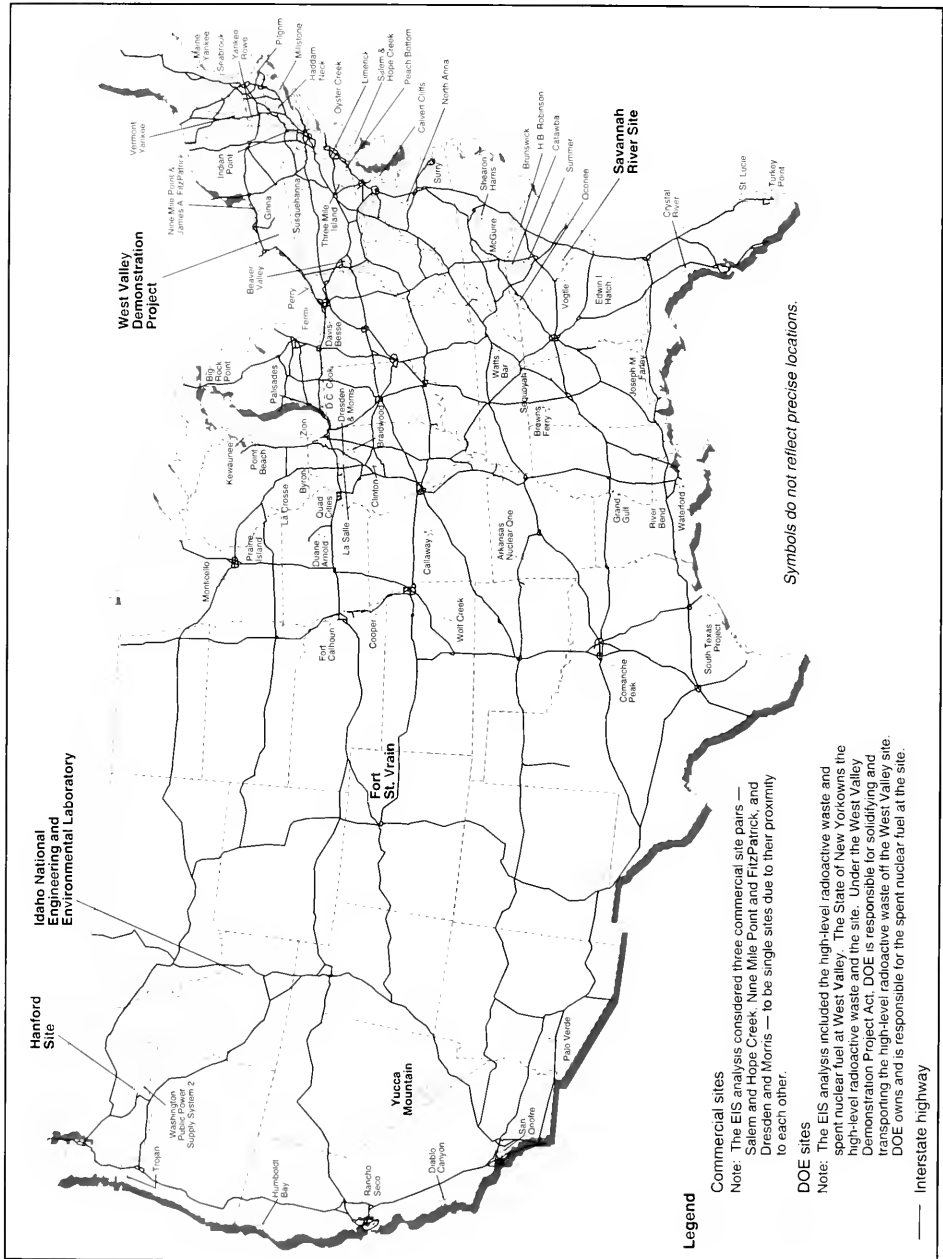 Hanford
Site
Idaho National
Engineering and
Environmental Laboratory
West Valley
Demonstration
Project
Nine Mile Point &
James A. FitzPatrick
Vermont
Yankee
Indian
Point
Ginna
Susquehanna
Three Mile
Island
Beaver
Valley
Perry
Fermi
Davis-
Besse
Maine
Yankee
Seabrook
Yankee
Rowe
Pilgrim
Millstone
Haddam
Neck
Oyster Creek
Limerick
Salem &
Hope Creek
Peach Bottom
Calvert Cliffs
North Anna
Surry
Shearon
Harris
McGuire
Brunswick
H.B. Robinson
Catawba
Summer
Oconee
Savannah
River Site
Vogtle
Edwin I
Hatch
Crystal
River
St Lucie
Turkey
Point
Joseph M
Farley
Watts
Bar
Sequoyah
Browns
Ferry
Big
Rock
Point
Palisades
D C Cook
Dresden
& Morris
Braidwood
Zion
Kewaunee
Point
Beach
Byron
La Crosse
Quad
Cities
Clinton
La Salle
Prairie
Island
Monticello
Duane
Arnold
Callaway
Arkansas
Nuclear One
Grand
Gulf
River
Bend
Waterford
Fort
Calhoun
Cooper
Wolf Creek
Comanche
Peak
South Texas
Project
Fort
St. Vrain
Yucca
Mountain
Washington
Public Power
Supply System 2
Trojan
Humboldt
Bay
Rancho
Seco
Diablo
Canyon
San
Onofre
Palo Verde
Symbols do not reflect precise locations.
Legend
Commercial sites
Note: The EIS analysis considered three commercial site pairs —
Salem and Hope Creek, Nine Mile Point and FitzPatrick, and
Dresden and Morris — to be single sites due to their proximity
to each other.
DOE sites
Note: The EIS analysis included the high-level radioactive waste and
spent nuclear fuel at West Valley. The State of New Yorkowns the
high-level radioactive waste and the site. Under the West Valley
Demonstration Project Act, DOE is responsible for solidifying and
transporting the high-level radioactive waste off the West Valley site.
DOE owns and is responsible for the spent nuclear fuel at the site.
Interstate highway